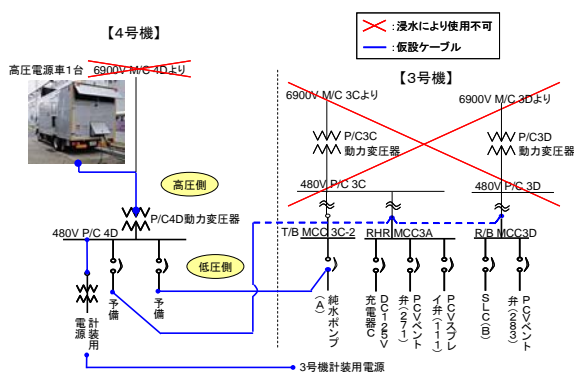 【4号機】
高圧電源車1台
6900V M/C 4Dより
高圧側
P/C4D動力変圧器
480V P/C 4D
低圧側
予備
予備
計装用
電源
3号機計装用電源
:浸水により使用不可
:仮設ケーブル
【3号機】
6900V M/C 3Cより
6900V M/C 3Dより
P/C3C
動力変圧器
P/C3D
動力変圧器
480V P/C 3C
480V P/C 3D
T/B MCC 3C-2
RHR MCC3A
R/B MCC3D
純水ポンプ
(A)
DC125V
充電器C
PCVベント
弁(271)
PCVスプレ
イ弁(111)
SLC(B)
PCVベント
弁(283)